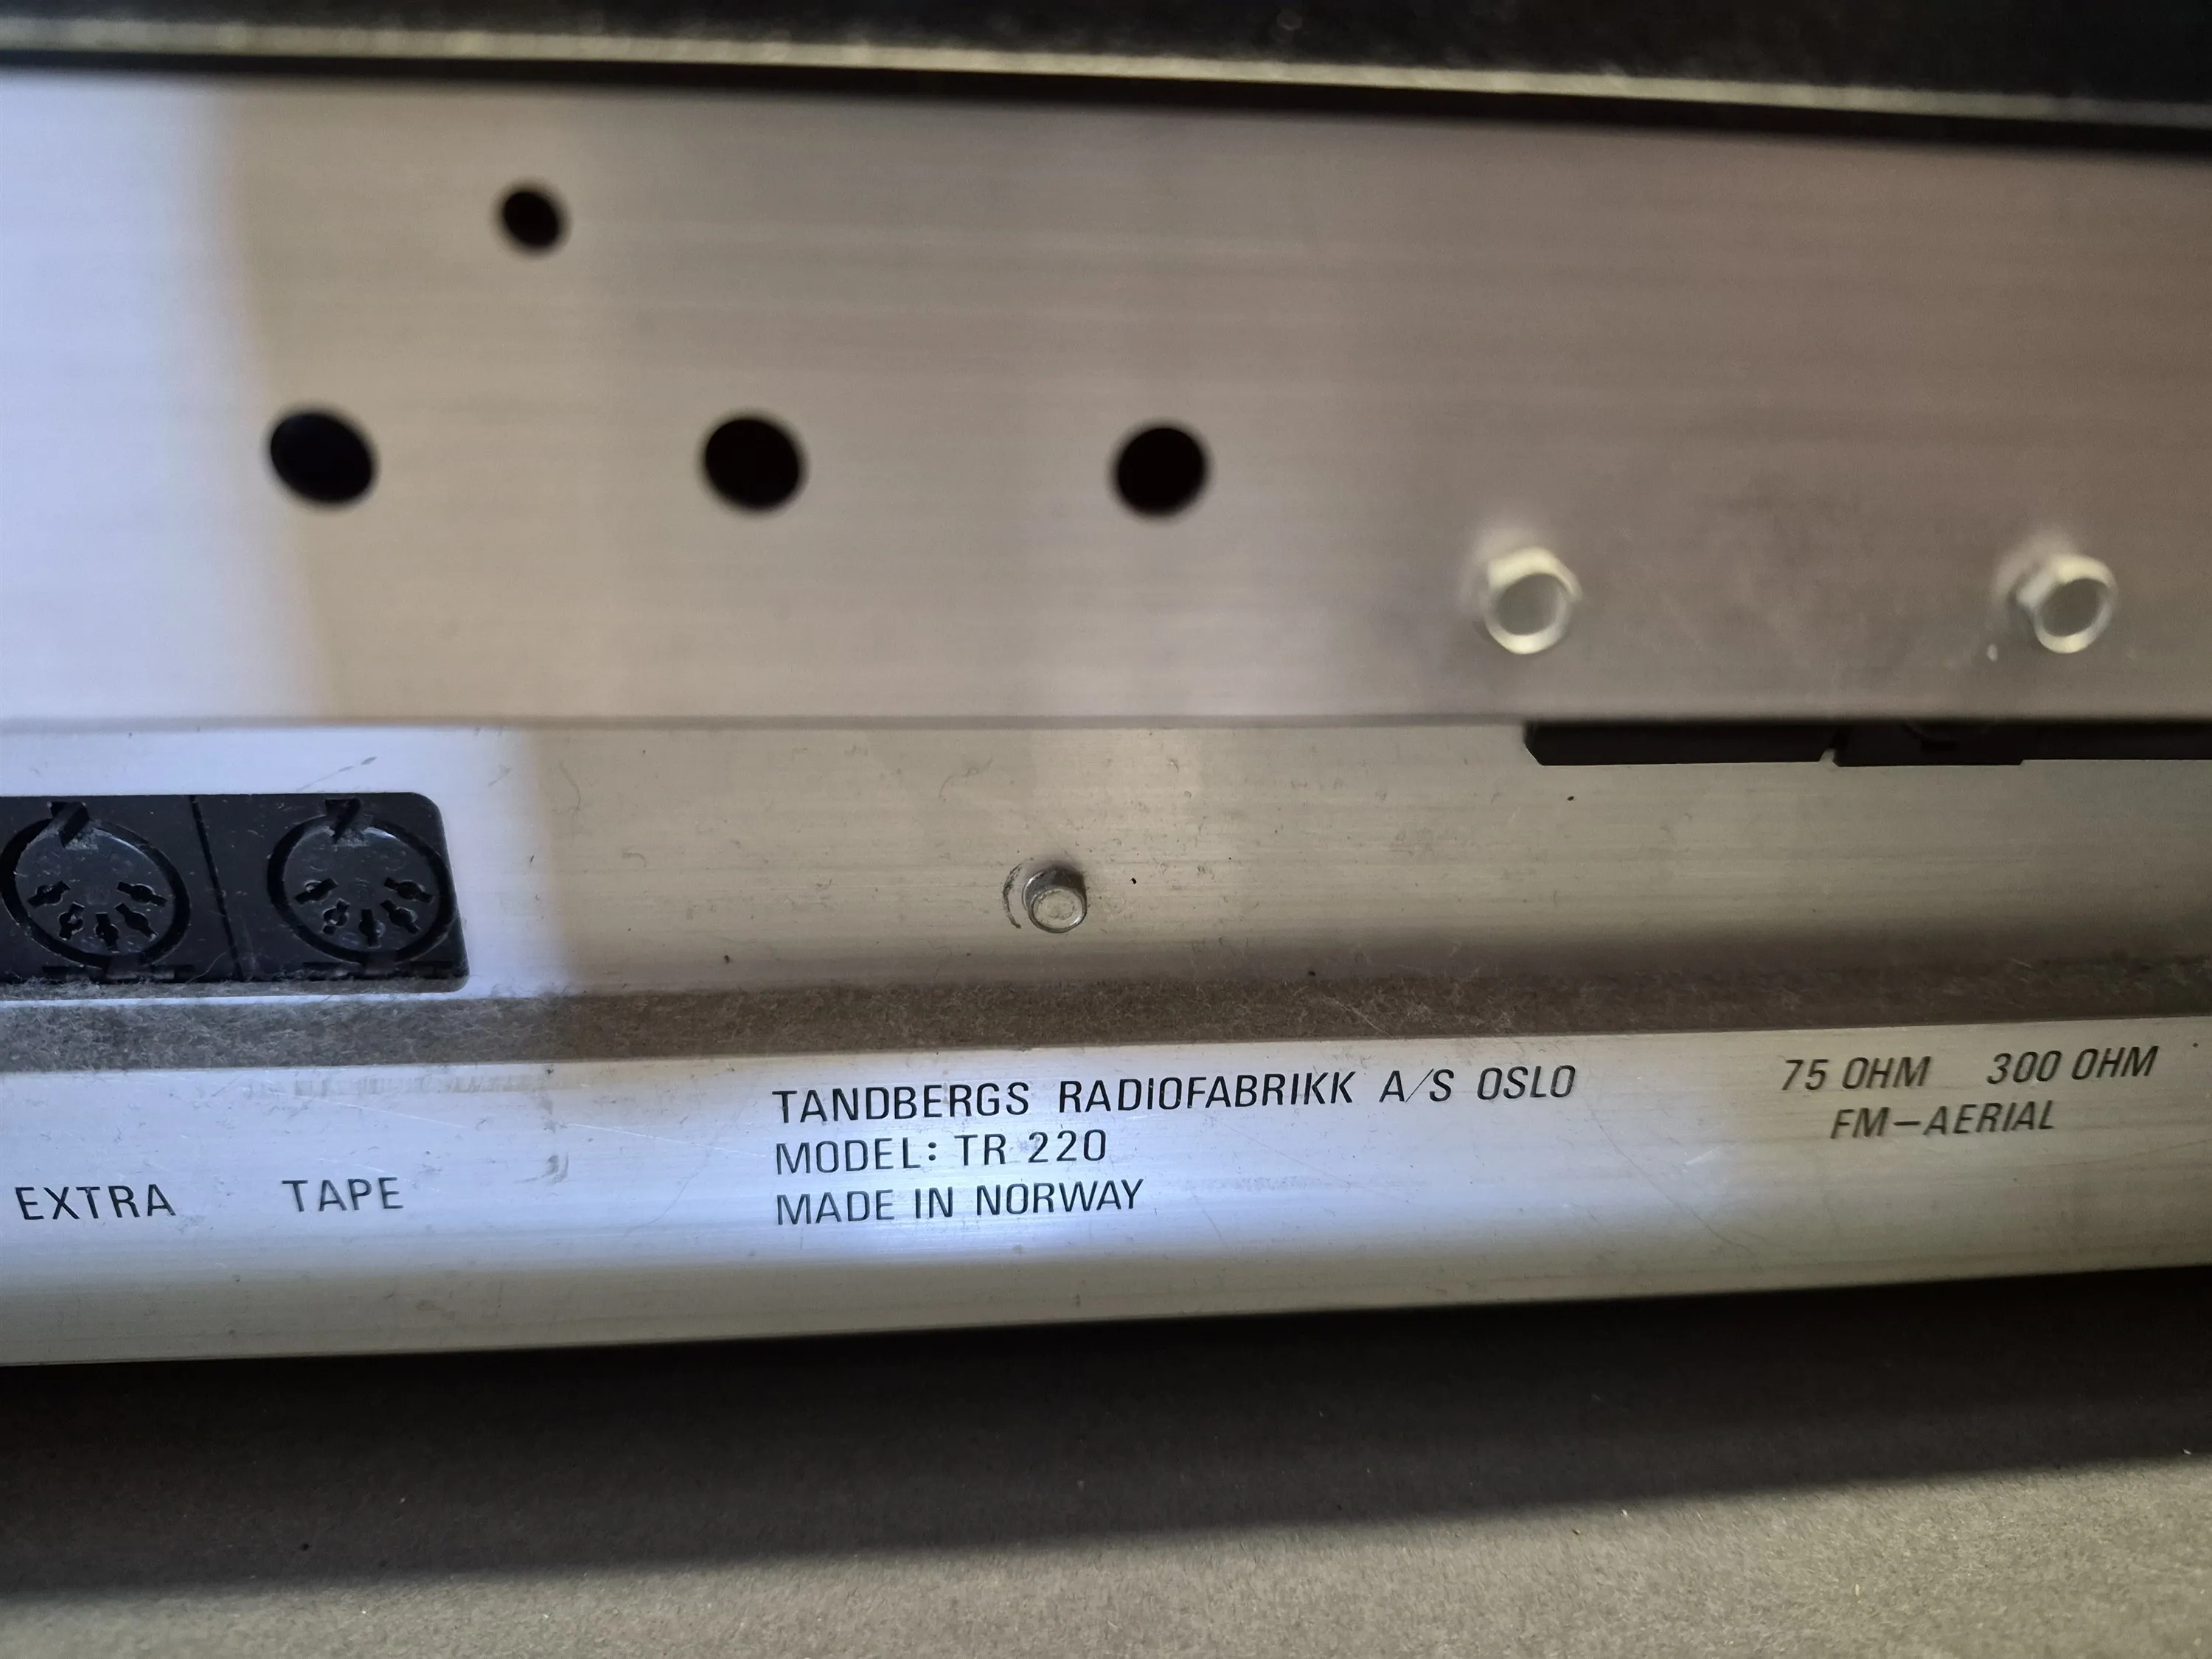 TANDBERGS RADIOFABRIKK A/S OSLO
MODEL: TR 220
MADE IN NORWAY
EXTRA TAPE
75 OHM 300 OHM
FM-AERIAL